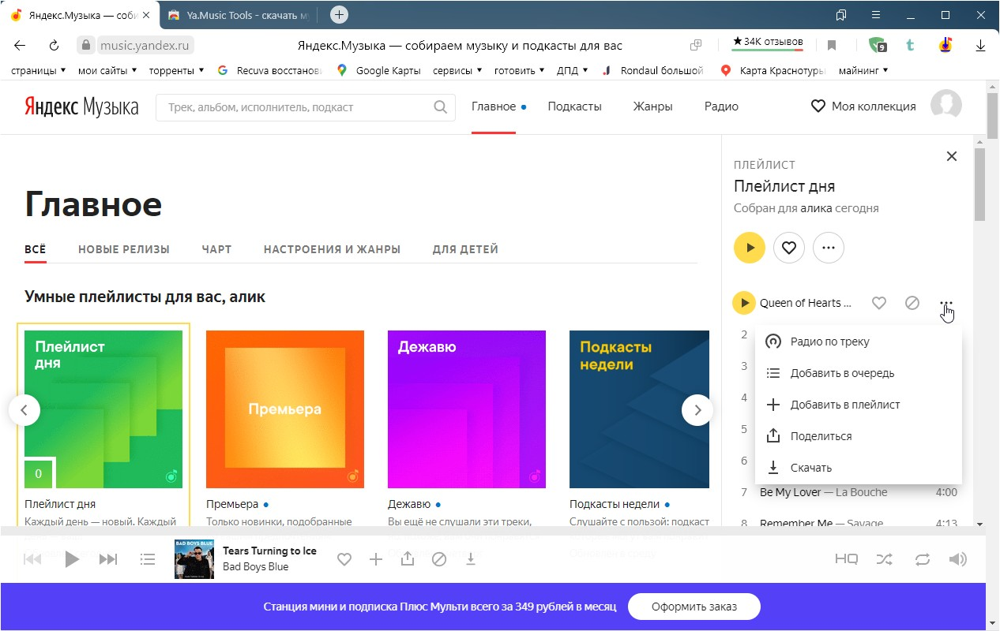 Яндекс.Музыка — соби
Ya.Music Tools - скачать м
music.yandex.ru
Яндекс.Музыка — собираем музыку и подкасты для вас
★34K отзывов
9
страницы
мои сайты
торренты
Recuva восстанов
Google Карты
сервисы
готовить
ДПД
Rondaul большой
Карта Краснотуры
майнинг
Яндекс Музыка
Трек, альбом, исполнитель, подкаст
Главное
Подкасты
Жанры
Радио
Моя коллекция
Главное
ВСЁ
НОВЫЕ РЕЛИЗЫ
ЧАРТ
НАСТРОЕНИЯ И ЖАНРЫ
ДЛЯ ДЕТЕЙ
Умные плейлисты для вас, алик
Плейлист
дня
0
Премьера
Дежавю
Подкасты
недели
Плейлист дня
Каждый день — новый. Каждый
Премьера
Только новинки, подобранные
Дежавю
Вы ещё не слушали эти треки,
Подкасты недели
Слушайте с пользой: подкаст
ПЛЕЙЛИСТ
Плейлист дня
Собран для алика сегодня
Queen of Hearts ...
2
3
4
5
6
Радио по треку
Добавить в очередь
Добавить в плейлист
Поделиться
Скачать
7 Be My Lover — La Bouche 4:00
8 Remember Me — Savage 4:13
BAD BOYS BLUE
Tears Turning to Ice
Bad Boys Blue
HQ
Станция мини и подписка Плюс Мульти всего за 349 рублей в месяц
Оформить заказ